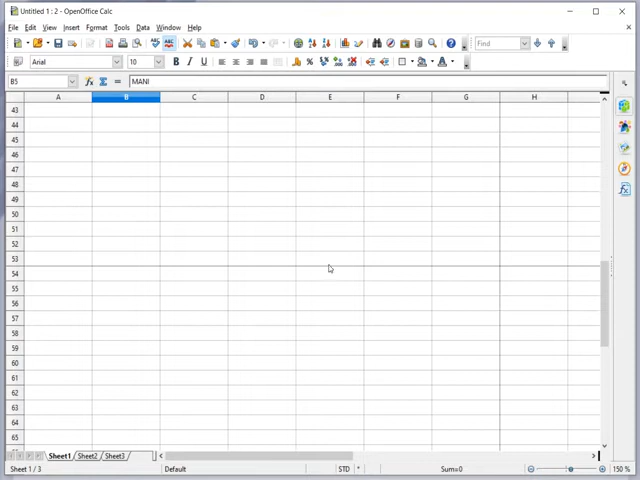 Untitled 1 : 2 - OpenOffice Calc
File Edit View Insert Format Tools Data Window Help
Find
Arial 10
B5 MANI
A B C D E F G H
43
44
45
46
47
48
49
50
51
52
53
54
55
56
57
58
59
60
61
62
63
64
65
Sheet1 Sheet2 Sheet3
Sheet 1 / 3 Default STD * Sum=0 150 %